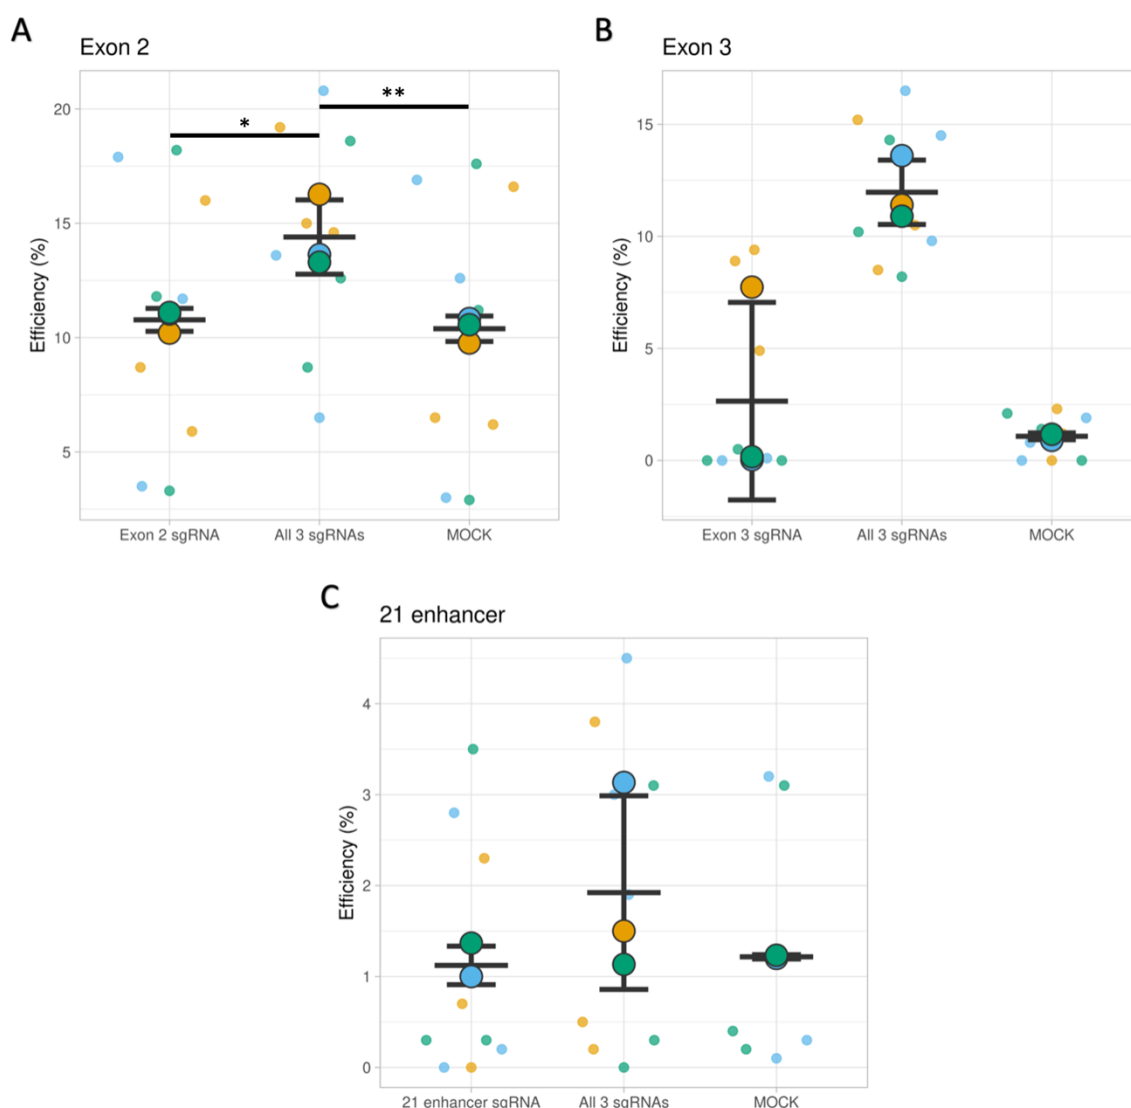 A
B
Exon 2
Exon 3
Efficiency (%)
20
15
10
5
*
**
Exon 2 sgRNA
All 3 sgRNAs
MOCK
Efficiency (%)
15
10
5
0
Exon 3 sgRNA
All 3 sgRNAs
MOCK
C
21 enhancer
Efficiency (%)
4
3
2
1
0
21 enhancer sgRNA
All 3 sgRNAs
MOCK